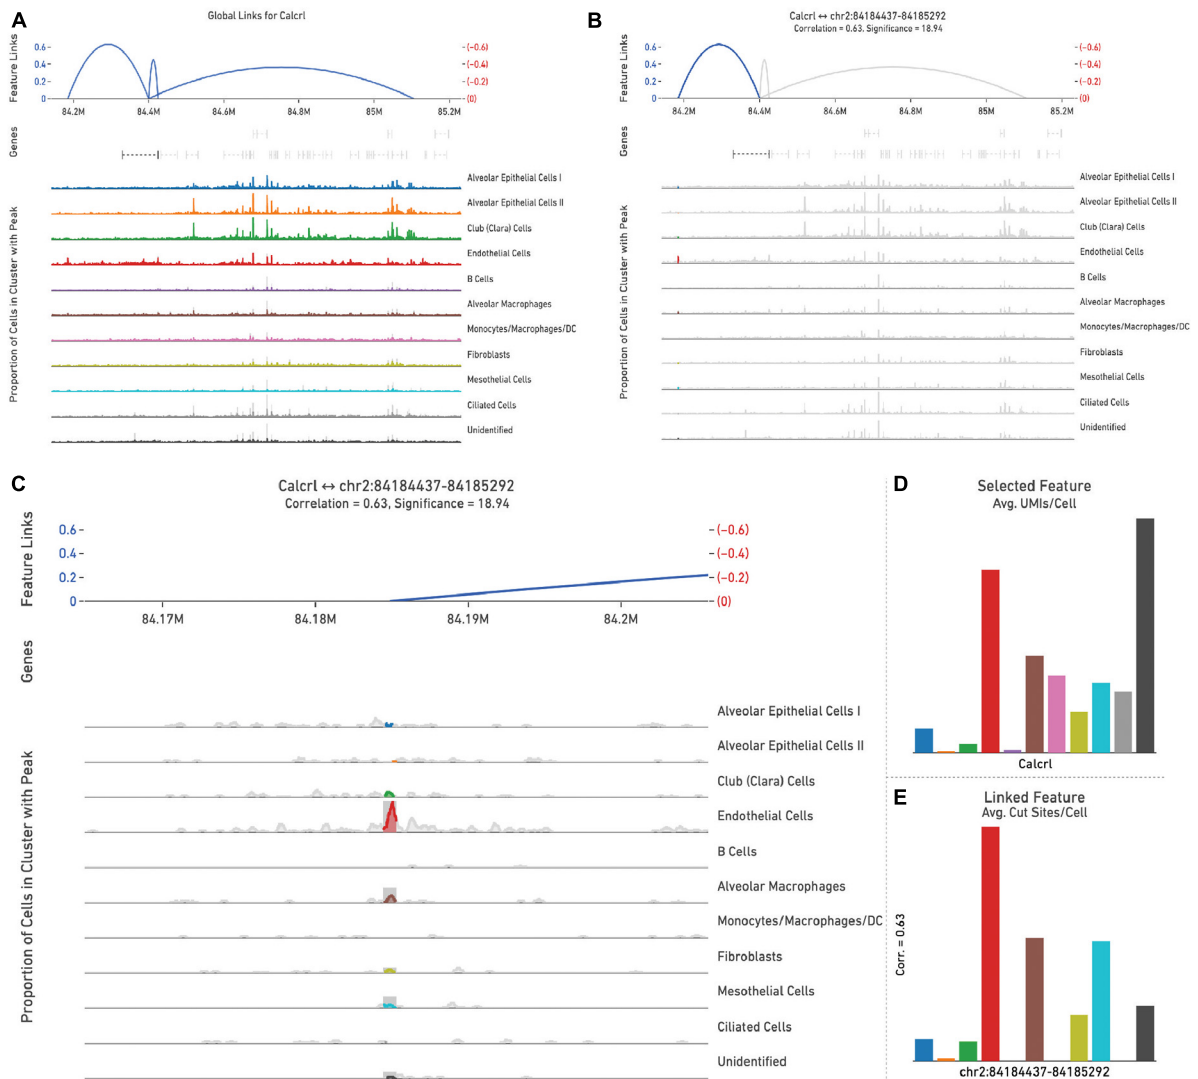 A
Global Links for Calcrl
Feature Links
0.6
0.4
0.2
0
(-0.6)
(-0.4)
(-0.2)
(0)
84.2M 84.4M 84.6M 84.8M 85M 85.2M
Genes
Proportion of Cells in Cluster with Peak
Alveolar Epithelial Cells I
Alveolar Epithelial Cells II
Club (Clara) Cells
Endothelial Cells
B Cells
Alveolar Macrophages
Monocytes/Macrophages/DC
Fibroblasts
Mesothelial Cells
Ciliated Cells
Unidentified
B
Calcrl ↔ chr2:84184437-84185292
Correlation = 0.63, Significance = 18.94
Feature Links
0.6
0.4
0.2
0
(-0.6)
(-0.4)
(-0.2)
(0)
84.2M 84.4M 84.6M 84.8M 85M 85.2M
Genes
Proportion of Cells in Cluster with Peak
Alveolar Epithelial Cells I
Alveolar Epithelial Cells II
Club (Clara) Cells
Endothelial Cells
B Cells
Alveolar Macrophages
Monocytes/Macrophages/DC
Fibroblasts
Mesothelial Cells
Ciliated Cells
Unidentified
C
Calcrl ↔ chr2:84184437-84185292
Correlation = 0.63, Significance = 18.94
Feature Links
0.6
0.4
0.2
0
(-0.6)
(-0.4)
(-0.2)
(0)
84.17M 84.18M 84.19M 84.2M
Genes
Proportion of Cells in Cluster with Peak
Alveolar Epithelial Cells I
Alveolar Epithelial Cells II
Club (Clara) Cells
Endothelial Cells
B Cells
Alveolar Macrophages
Monocytes/Macrophages/DC
Fibroblasts
Mesothelial Cells
Ciliated Cells
Unidentified
D
Selected Feature
Avg. UMIs/Cell
Calcrl
E
Linked Feature
Avg. Cut Sites/Cell
Corr. = 0.63
chr2:84184437-84185292